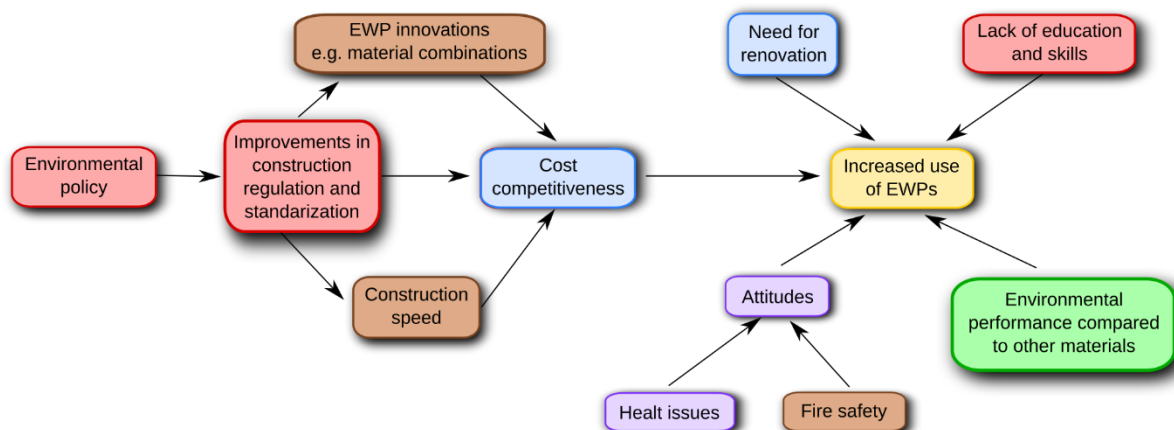 EWP innovations
e.g. material combinations
Need for
renovation
Lack of education
and skills
Environmental
policy
Improvements in
construction
regulation and
standarization
Cost
competitiveness
Increased use
of EWPs
Construction
speed
Attitudes
Environmental
performance compared
to other materials
Healt issues
Fire safety